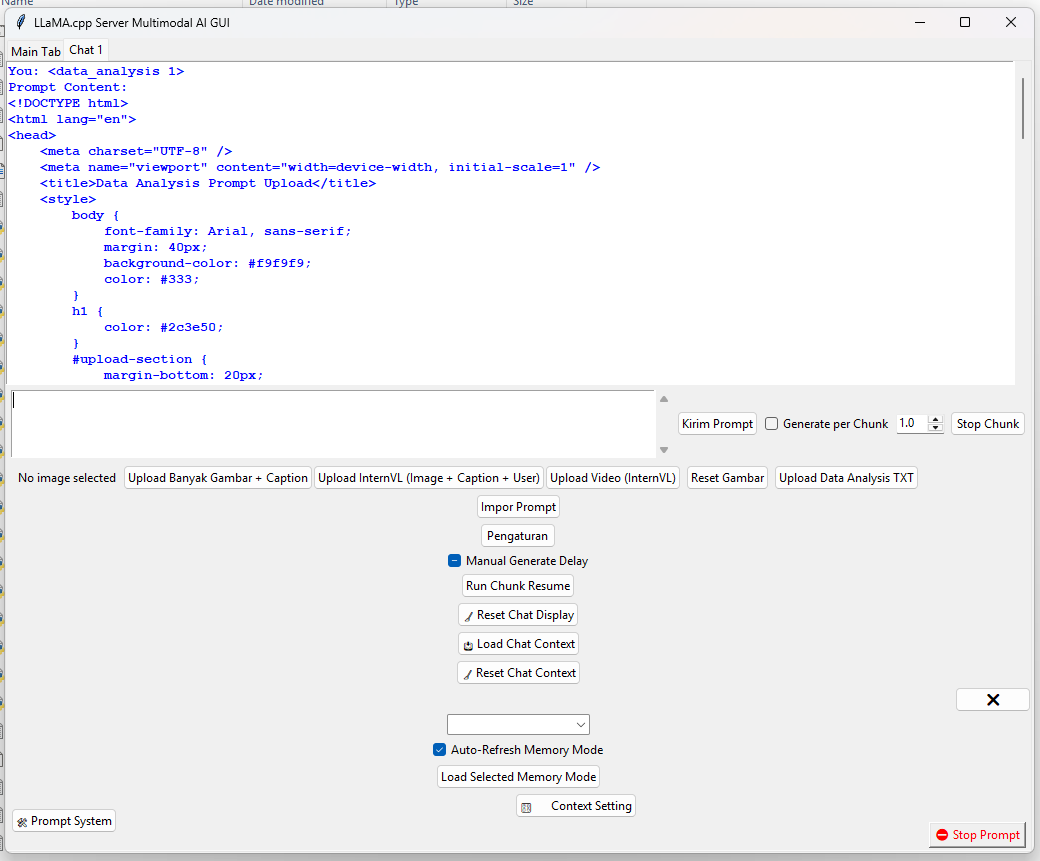 Name Date modified Type Size
LLaMA.cpp Server Multimodal AI GUI
Main Tab Chat 1
You: <data_analysis 1>
Prompt Content:
<!DOCTYPE html>
<html lang="en">
<head>
    <meta charset="UTF-8" />
    <meta name="viewport" content="width=device-width, initial-scale=1" />
    <title>Data Analysis Prompt Upload</title>
    <style>
        body {
            font-family: Arial, sans-serif;
            margin: 40px;
            background-color: #f9f9f9;
            color: #333;
        }
        h1 {
            color: #2c3e50;
        }
        #upload-section {
            margin-bottom: 20px;
Kirim Prompt Generate per Chunk 1.0 Stop Chunk
No image selected Upload Banyak Gambar + Caption Upload InternVL (Image + Caption + User) Upload Video (InternVL) Reset Gambar Upload Data Analysis TXT
Impor Prompt
Pengaturan
Manual Generate Delay
Run Chunk Resume
Reset Chat Display
Load Chat Context
Reset Chat Context
Auto-Refresh Memory Mode
Load Selected Memory Mode
Context Setting
Prompt System
Stop Prompt